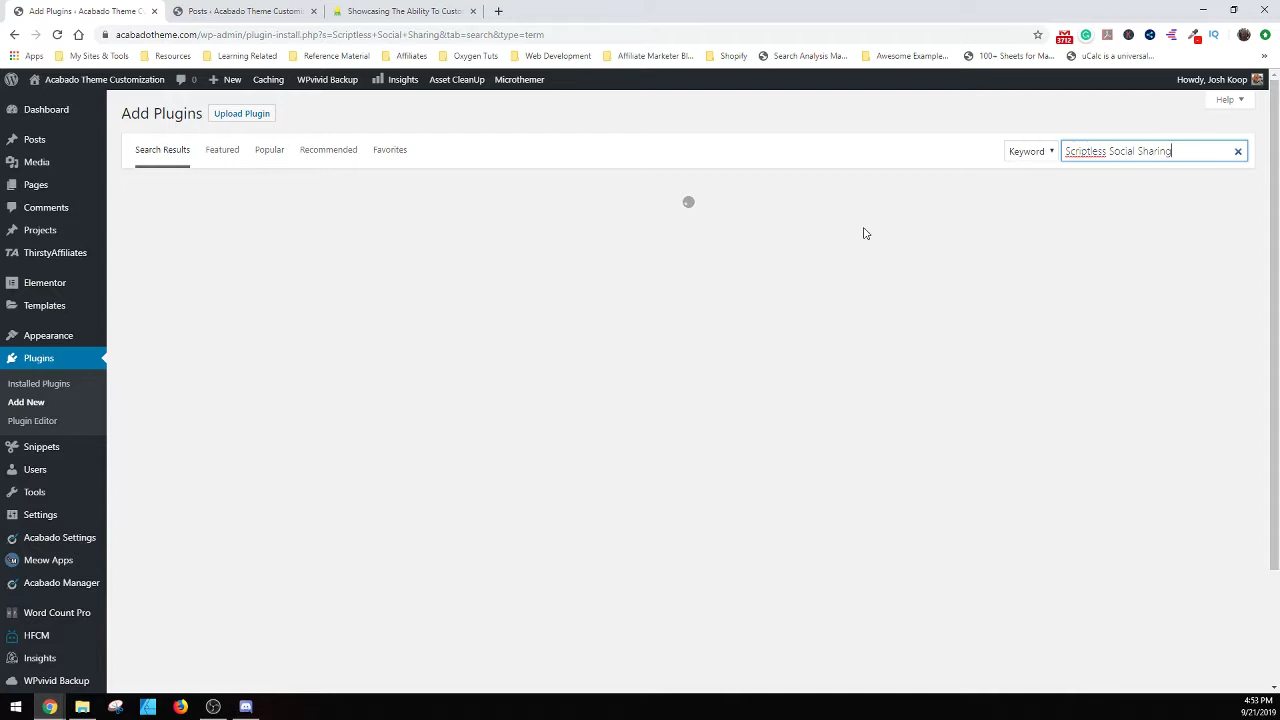 Add Plugins ‹ Acabado Theme C
Posts ‹ Acabado Theme Customi
Showcasing The Ability To Custo
acabadotheme.com/wp-admin/plugin-install.php?s=Scriptless+Social+Sharing&tab=search&type=term
3712
IQ
Apps
My Sites & Tools
Resources
Learning Related
Reference Material
Affiliates
Oxygen Tuts
Web Development
Affiliate Marketer Bl...
Shopify
Search Analysis Ma...
Awesome Example...
100+ Sheets for Ma...
uCalc is a universal...
»
Acabado Theme Customization
0
New
Caching
WPvivid Backup
Insights
Asset CleanUp
Microthemer
Howdy, Josh Koop
Add Plugins
Upload Plugin
Help
Search Results
Featured
Popular
Recommended
Favorites
Keyword
Scriptless Social Sharing
Dashboard
Posts
Media
Pages
Comments
Projects
ThirstyAffiliates
Elementor
Templates
Appearance
Plugins
Installed Plugins
Add New
Plugin Editor
Snippets
Users
Tools
Settings
Acabado Settings
Meow Apps
Acabado Manager
Word Count Pro
HFCM
Insights
WPvivid Backup
4:53 PM
9/21/2019